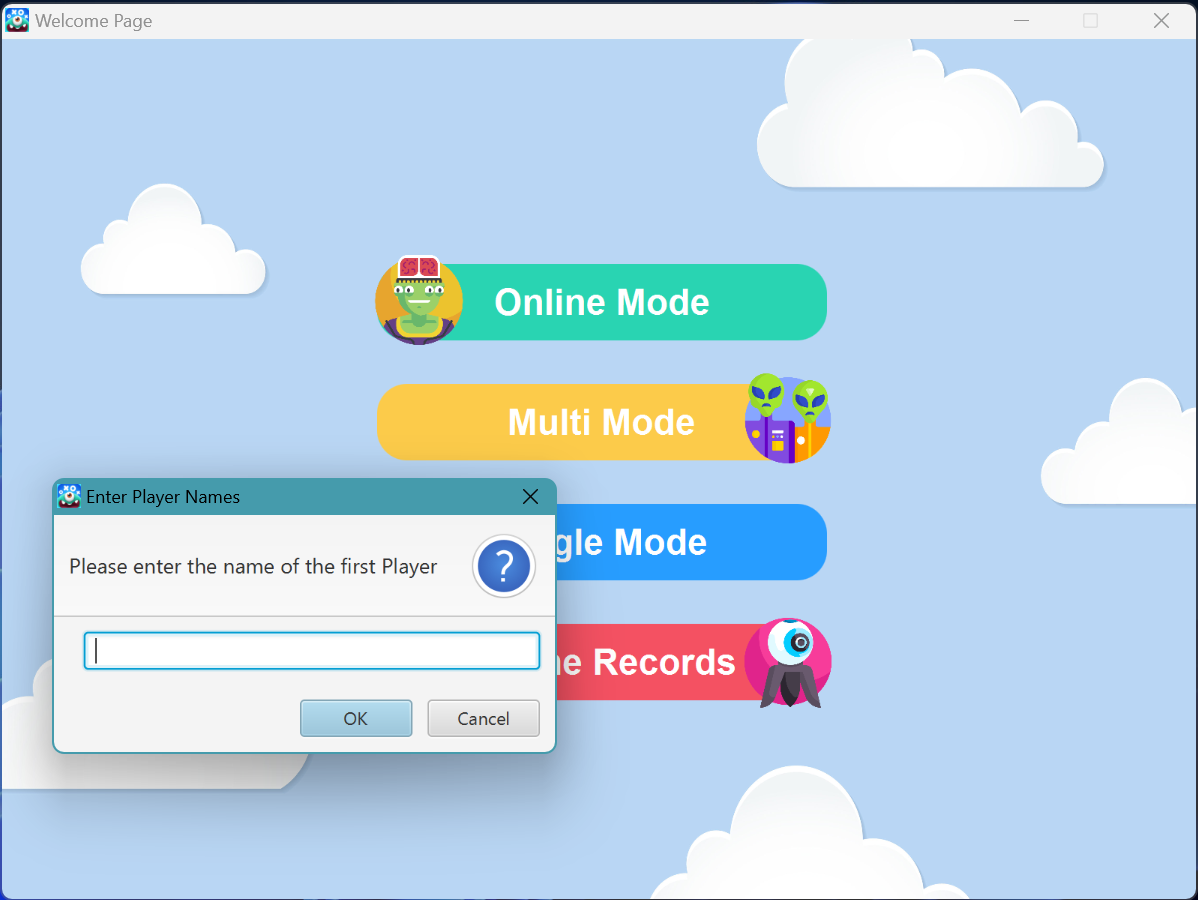 Welcome Page
Online Mode
Multi Mode
Enter Player Names
gle Mode
Please enter the name of the first Player
?
e Records
OK
Cancel